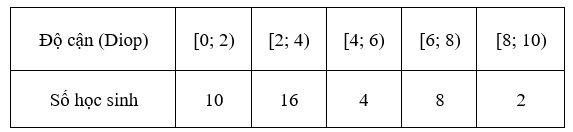 Độ cận (Diop) [0; 2) [2; 4) [4; 6) [6; 8) [8; 10)
Số học sinh 10 16 4 8 2